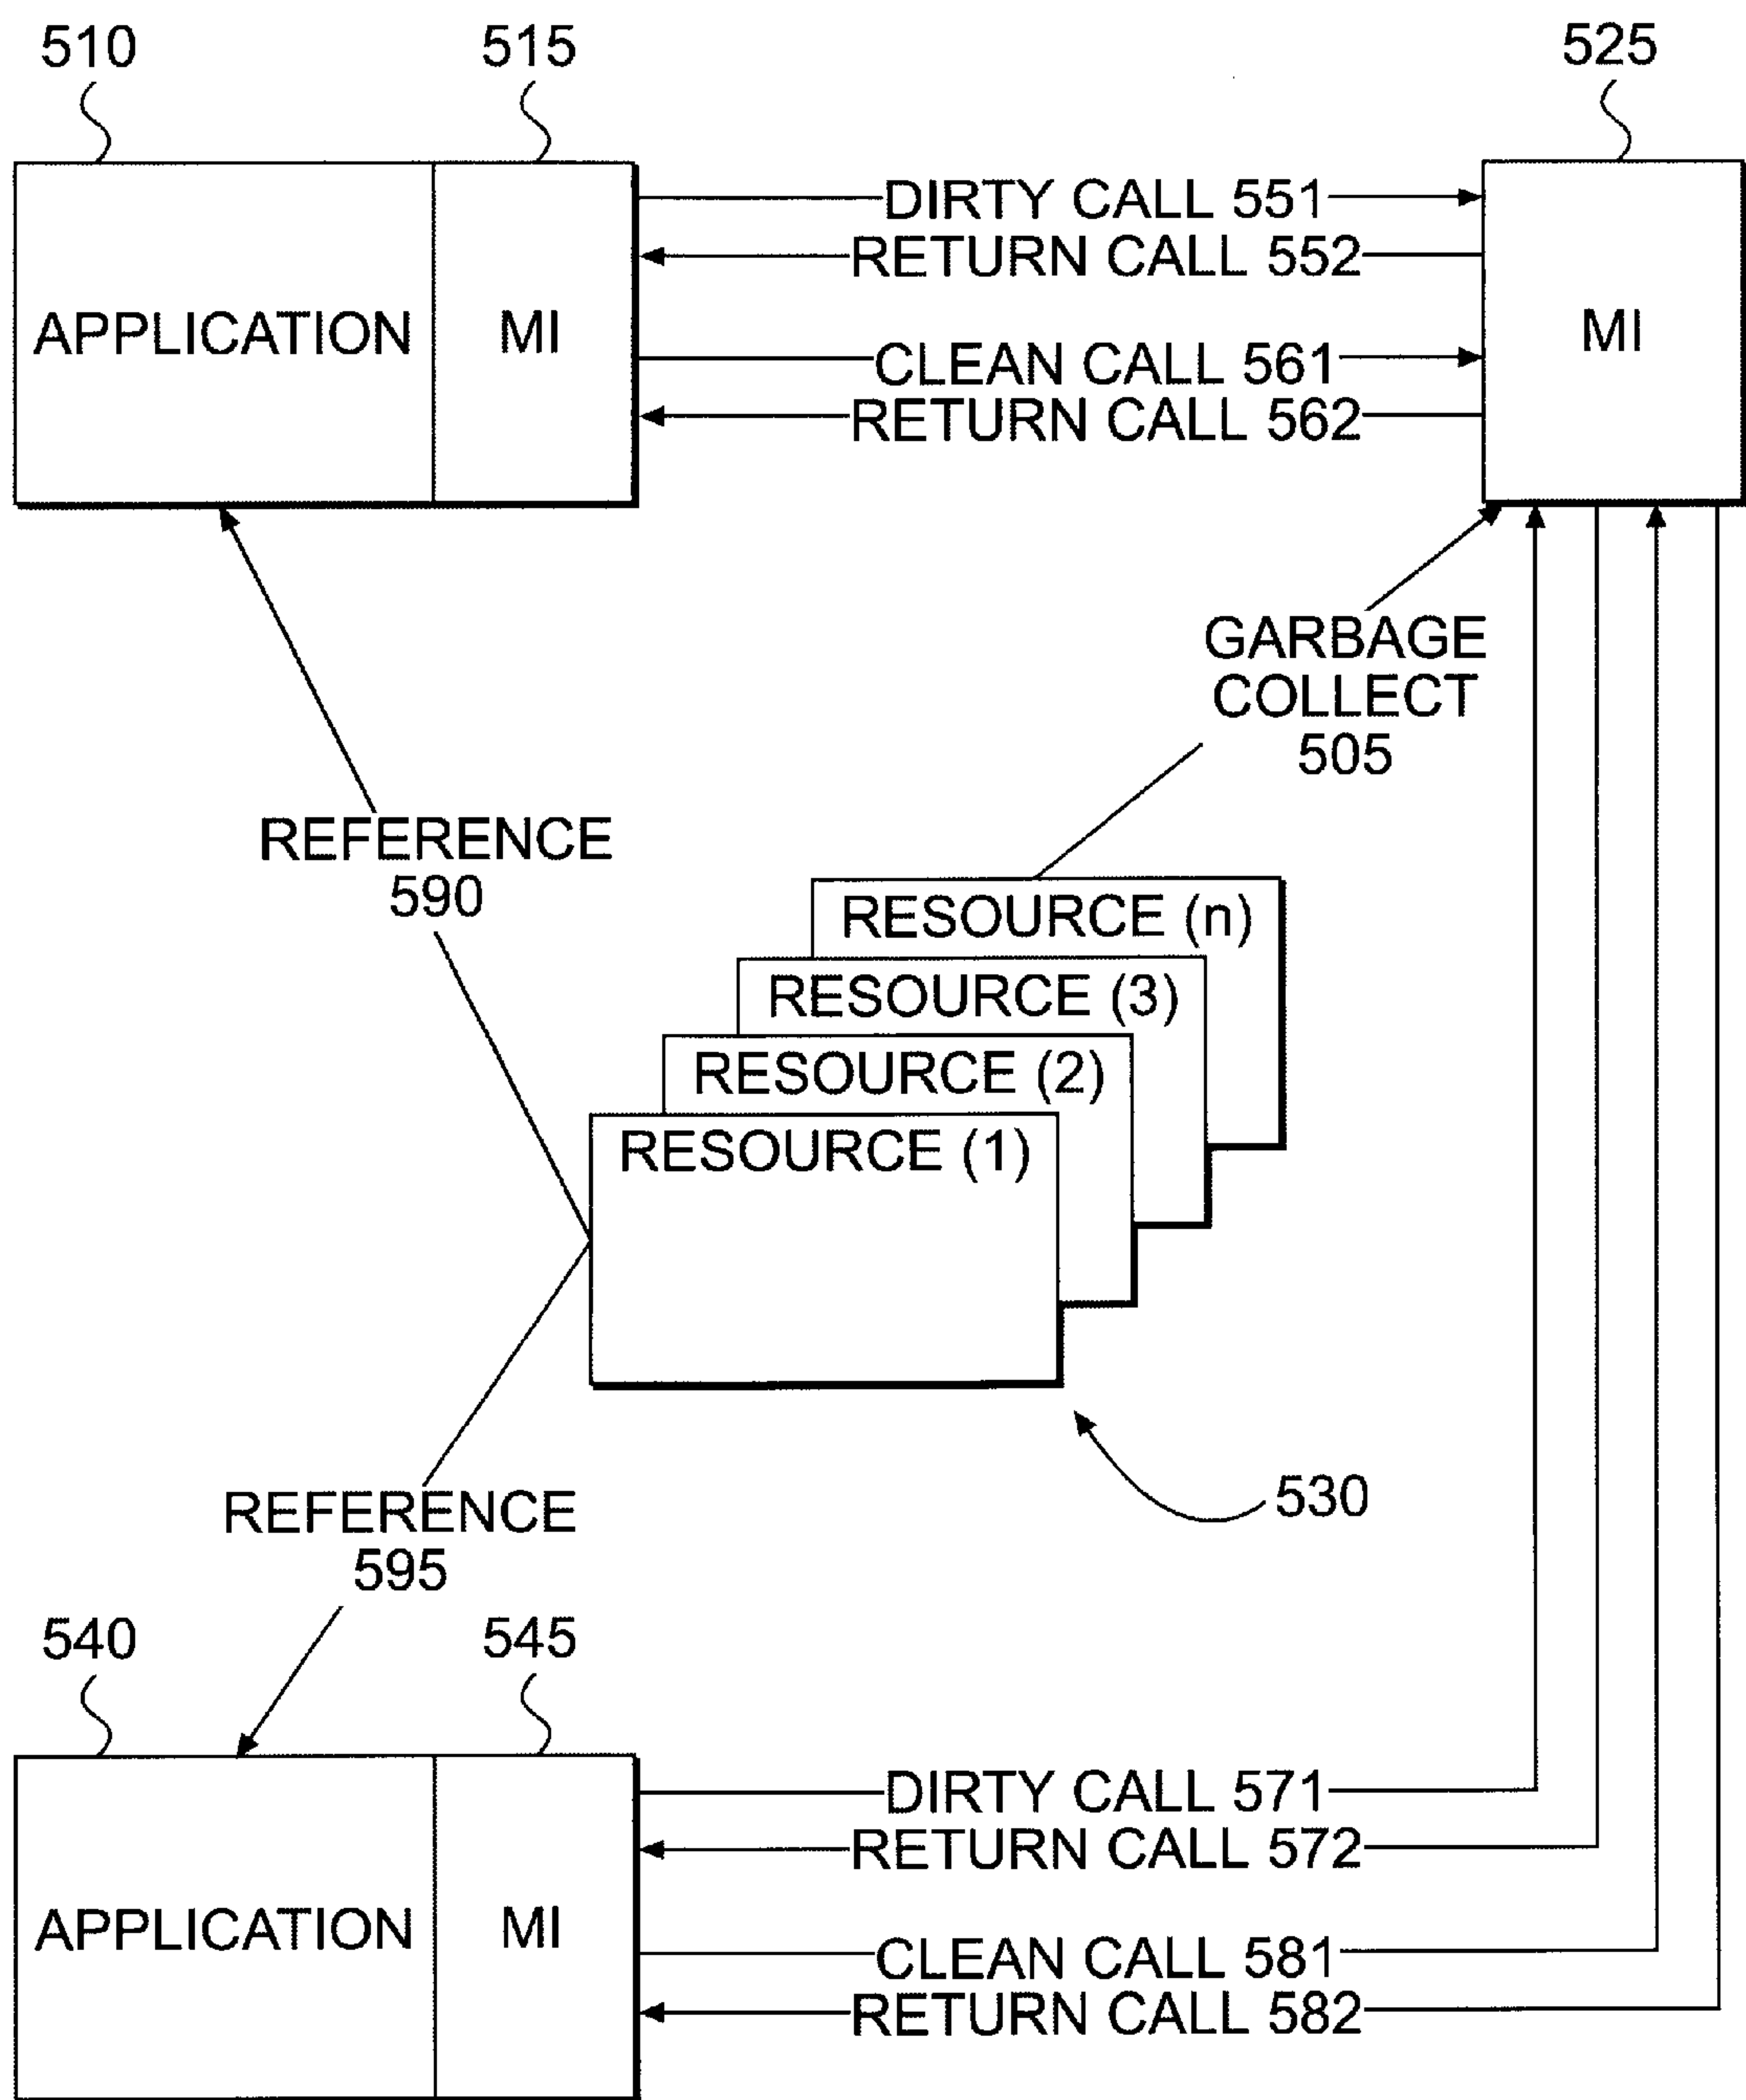 510
515
525
DIRTY CALL 551
RETURN CALL 552
APPLICATION
MI
MI
CLEAN CALL 561
RETURN CALL 562
GARBAGE
COLLECT
505
REFERENCE
590
RESOURCE (n)
RESOURCE (3)
RESOURCE (2)
RESOURCE (1)
530
REFERENCE
595
540
545
DIRTY CALL 571
RETURN CALL 572
APPLICATION
MI
CLEAN CALL 581
RETURN CALL 582